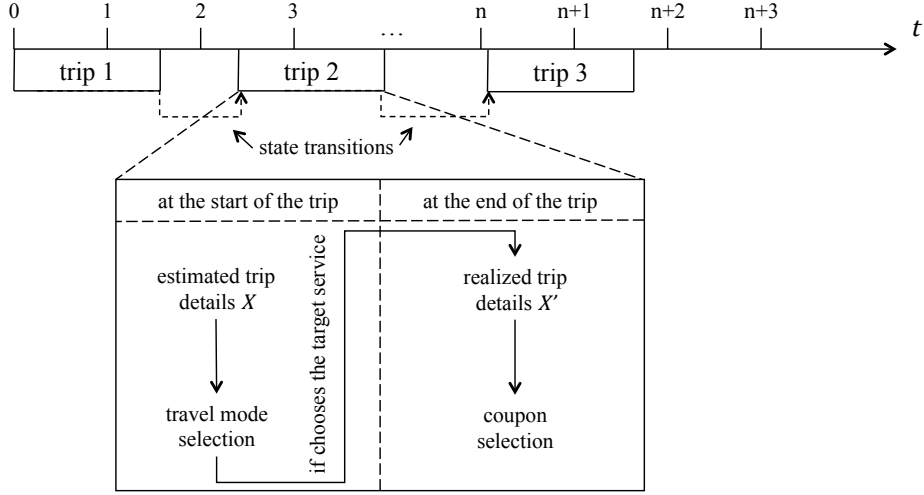 0 1 2 3 ... n n+1 n+2 n+3
t
trip 1 trip 2 trip 3
state transitions
at the start of the trip
at the end of the trip
estimated trip
details X
if chooses the target service
realized trip
details X'
travel mode
selection
coupon
selection